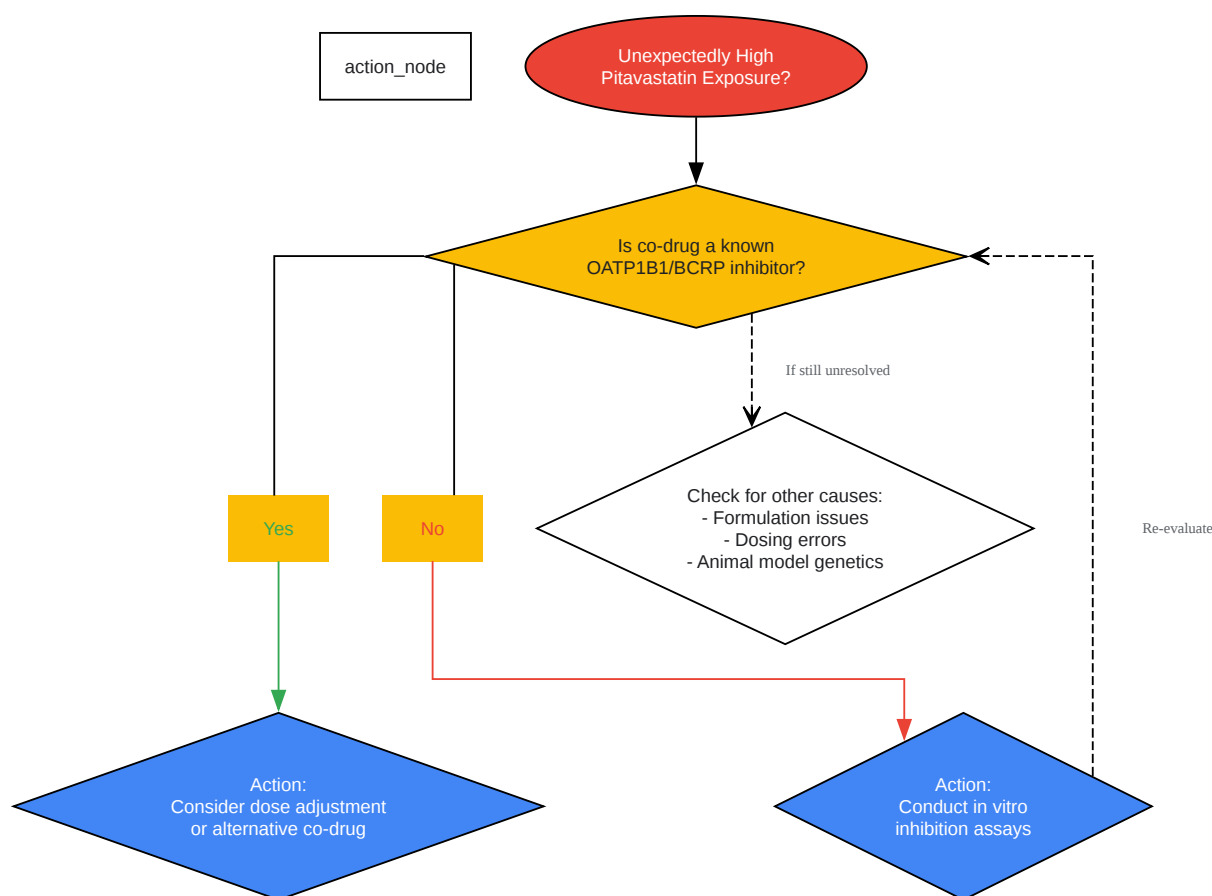 action_node
Unexpectedly High
Pitavastatin Exposure?
Is co-drug a known
OATP1B1/BCRP inhibitor?
If still unresolved
Check for other causes:
- Formulation issues
- Dosing errors
- Animal model genetics
Re-evaluate
Yes
No
Action:
Consider dose adjustment
or alternative co-drug
Action:
Conduct in vitro
inhibition assays